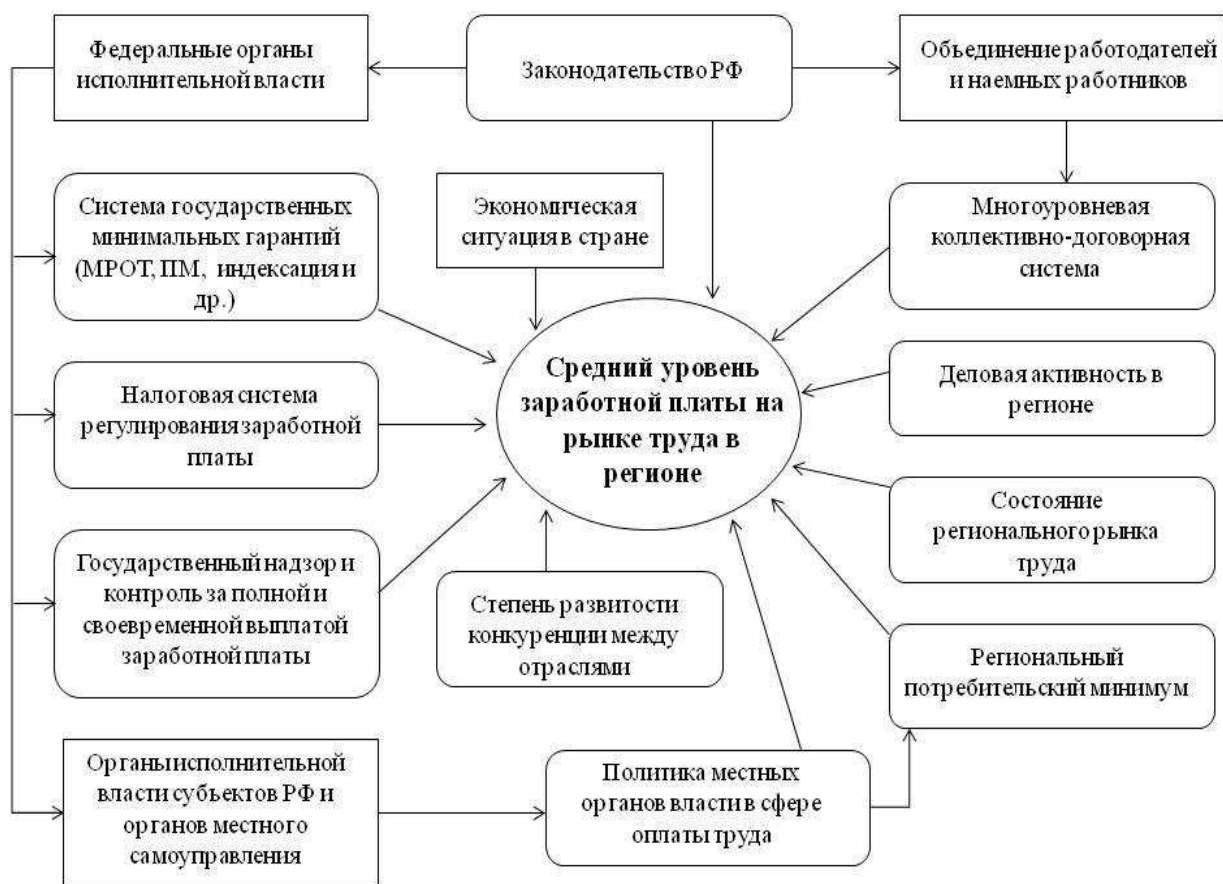 Федеральные органы
исполнительной власти
Законодательство РФ
Объединение работодателей
и наемных работников
Система государственных
минимальных гарантий
(МРОТ, ПМ, индексация и
др.)
Экономическая
ситуация в стране
Многоуровневая
коллективно-договорная
система
Средний уровень
заработной платы на
рынке труда в
регионе
Деловая активность в
регионе
Налоговая система
регулирования заработной
платы
Состояние
регионального рынка
труда
Государственный надзор и
контроль за полной и
своевременной выплатой
заработной платы
Степень развитости
конкуренции между
отраслями
Региональный
потребительский минимум
Органы исполнительной
власти субъектов РФ и
органов местного
самоуправления
Политика местных
органов власти в сфере
оплаты труда